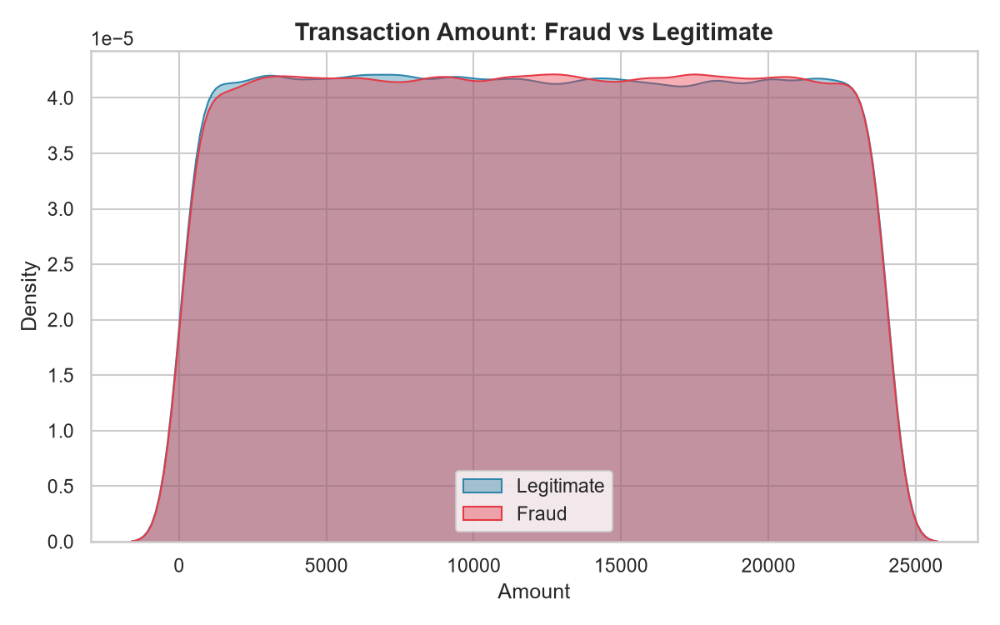 Transaction Amount: Fraud vs Legitimate
1e−5
4.0
3.5
3.0
2.5
2.0
1.5
1.0
0.5
0.0
Density
Legitimate
Fraud
0 5000 10000 15000 20000 25000
Amount